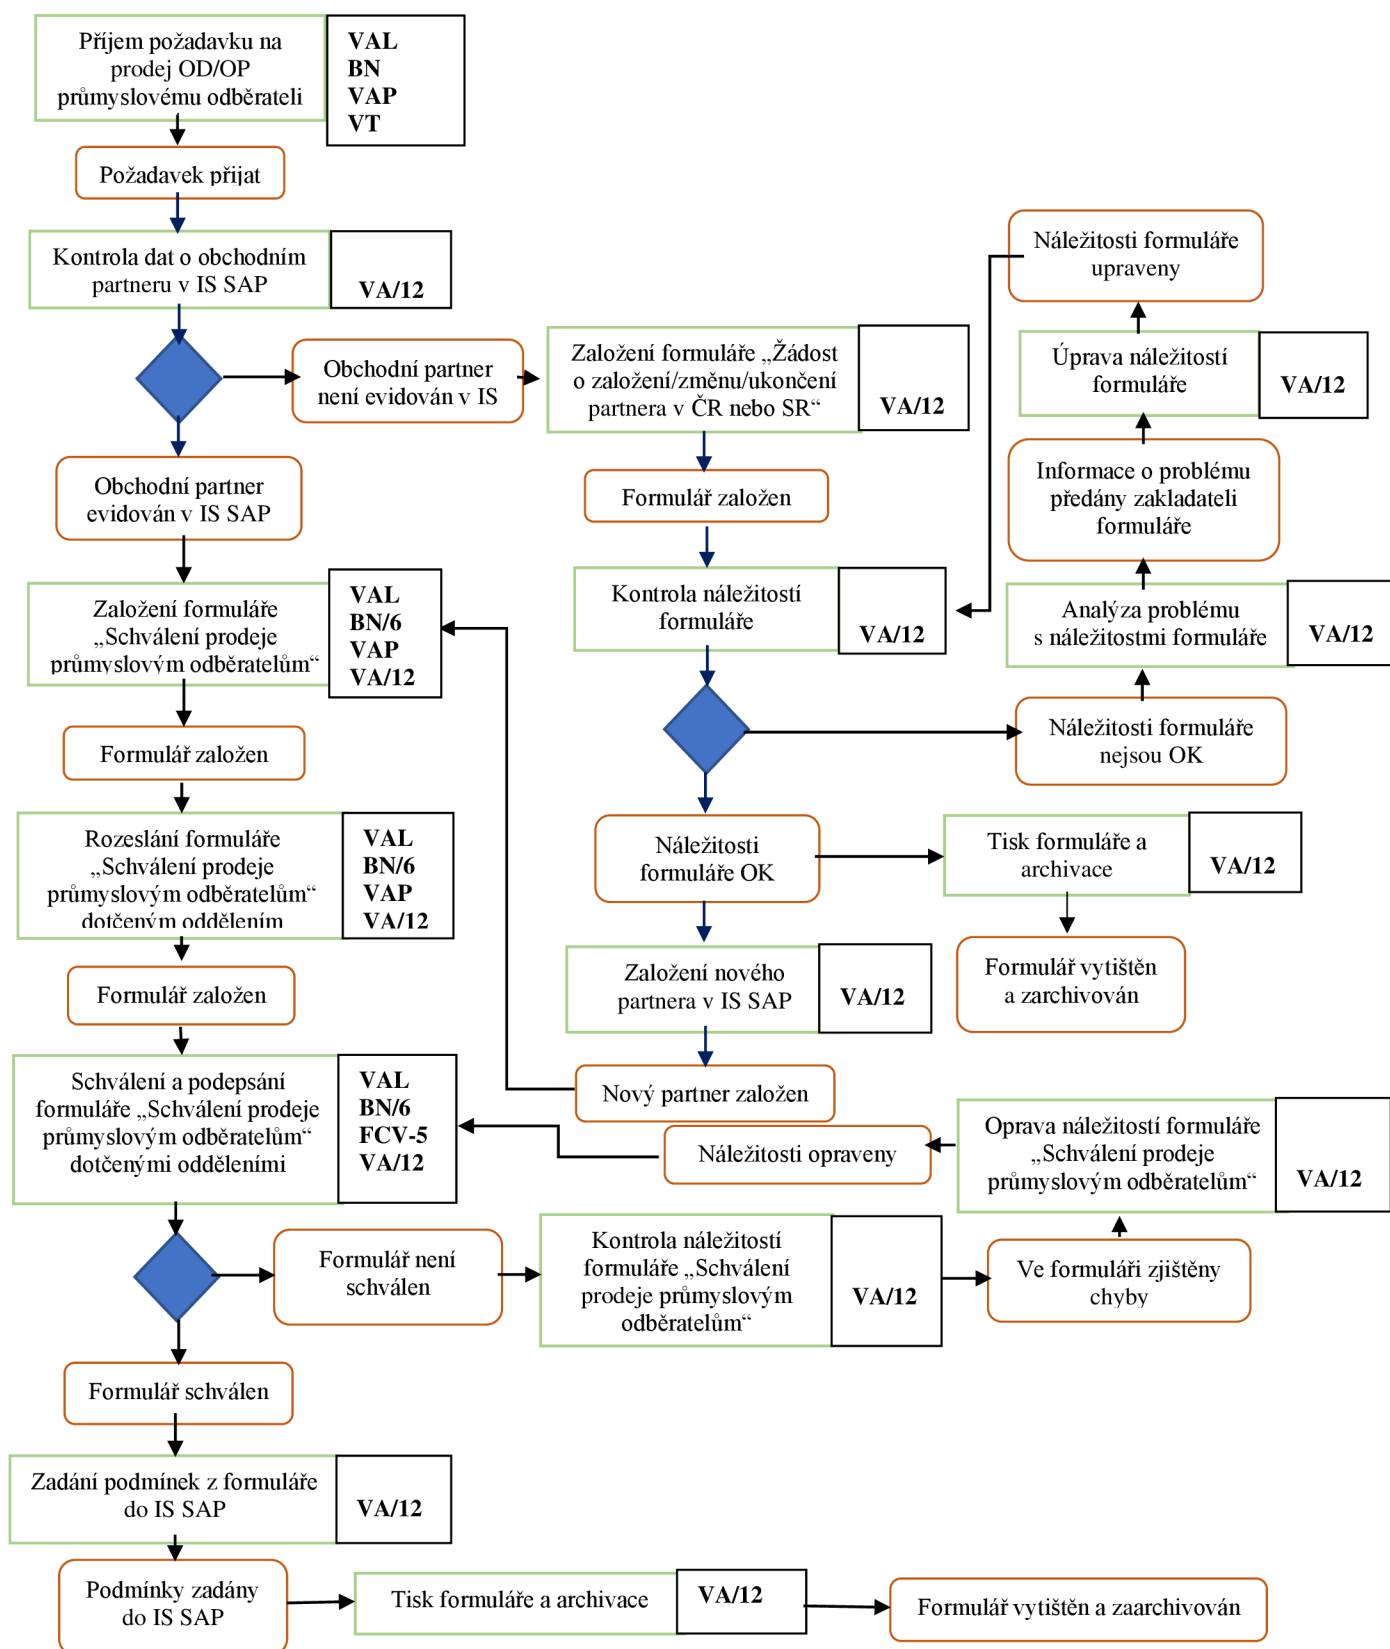 Příjem požadavku na
prodej OD/OP
průmyslovému odběrateli
VAL
BN
VAP
VT
Požadavek přijat
Kontrola dat o obchodním
partneru v IS SAP
VA/12
Obchodní partner
není evidován v IS
Založení formuláře „Žádost
o založení/změnu/ukončení
partnera v ČR nebo SR“
VA/12
Náležitosti formuláře
upraveny
Úprava náležitostí
formuláře
VA/12
Informace o problému
předány zakladateli
formuláře
Obchodní partner
evidován v IS SAP
Formulář založen
Založení formuláře
„Schválení prodeje
průmyslovým odběratelům“
VAL
BN/6
VAP
VA/12
Kontrola náležitostí
formuláře
VA/12
Analýza problému
s náležitostmi formuláře
VA/12
Náležitosti formuláře
nejsou OK
Formulář založen
Rozeslání formuláře
„Schválení prodeje
průmyslovým odběratelům“
dotčeným oddělením
VAL
BN/6
VAP
VA/12
Náležitosti
formuláře OK
Tisk formuláře a
archivace
VA/12
Formulář vytištěn
a zarchivován
Formulář založen
Založení nového
partnera v IS SAP
VA/12
Nový partner založen
Schválení a podepsání
formuláře „Schválení prodeje
průmyslovým odběratelům“
dotčenými odděleními
VAL
BN/6
FCV-5
VA/12
Náležitosti opraveny
Oprava náležitostí formuláře
„Schválení prodeje
průmyslovým odběratelům“
VA/12
Formulář není
schválen
Kontrola náležitostí
formuláře „Schválení
prodeje průmyslovým
odběratelům“
VA/12
Ve formuláři zjištěny
chyby
Formulář schválen
Zadání podmínek z formuláře
do IS SAP
VA/12
Podmínky zadány
do IS SAP
Tisk formuláře a archivace
VA/12
Formulář vytištěn a zaarchivován